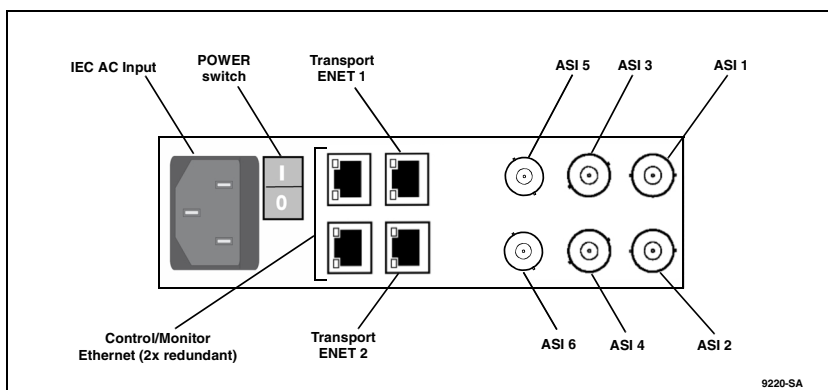 IEC AC Input
POWER
switch
Transport
ENET 1
ASI 5
ASI 3
ASI 1
I
0
Control/Monitor
Ethernet (2x redundant)
Transport
ENET 2
ASI 6
ASI 4
ASI 2
9220-SA